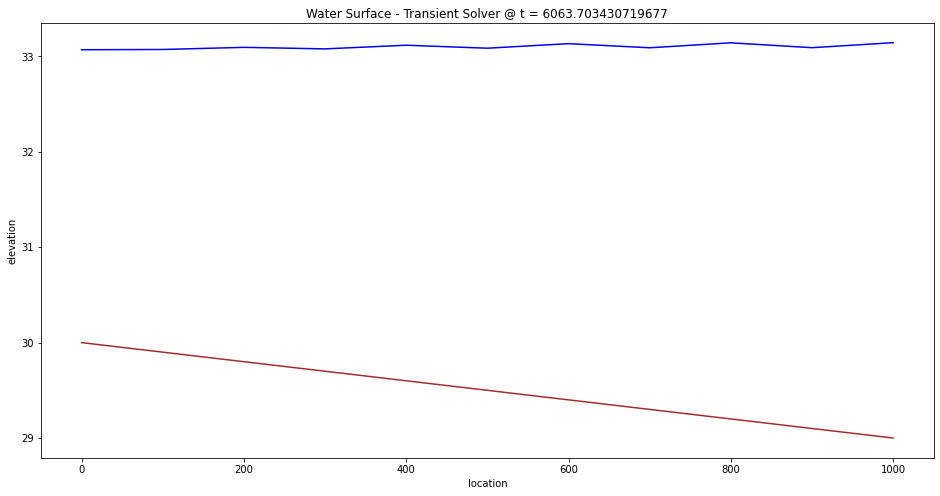 Water Surface - Transient Solver @ t = 6063.703430719677
33
32
31
30
29
elevation
0 200 400 600 800 1000
location